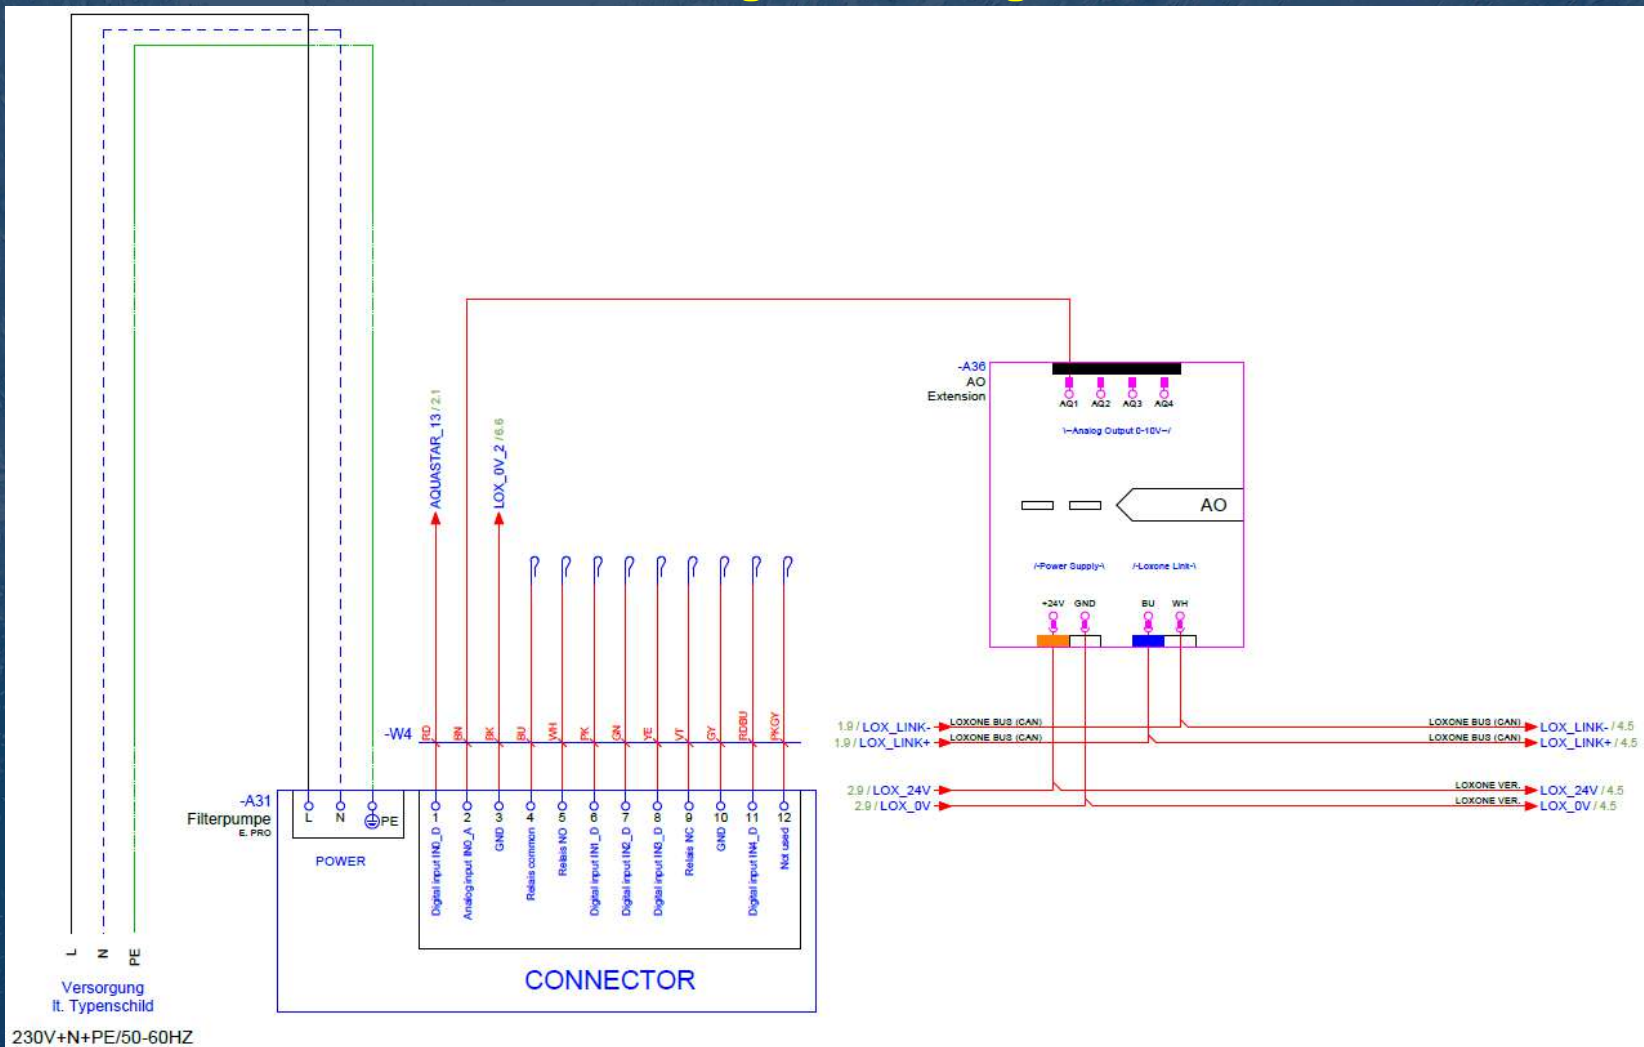 AQUASTAR_13 / 2.1
LOX_0V_2 / 6.6
-A36
AO
Extension
AQ1 AQ2 AQ3 AQ4
\~Analog Output 0-10V~/
AO
/-Power Supply-\ /-Loxone Link-\
+24V GND BU WH
-W4
RD BN BK BU WH PK GN YE VT GY RDBU PKGY
1.9 / LOX_LINK- LOXONE BUS (CAN) LOXONE BUS (CAN) LOX_LINK- / 4.5
1.9 / LOX_LINK+ LOXONE BUS (CAN) LOXONE BUS (CAN) LOX_LINK+ / 4.5
2.9 / LOX_24V LOXONE VER. LOX_24V / 4.5
2.9 / LOX_0V LOXONE VER. LOX_0V / 4.5
-A31
Filterpumpe
E. PRO
L N PE
POWER
1 2 3 4 5 6 7 8 9 10 11 12
Digital input IN0_D
Analog input IN0_A
GND
Relais common
Relais NO
Digital input IN1_D
Digital input IN2_D
Digital input IN3_D
Relais NC
GND
Digital input IN4_D
Not used
CONNECTOR
L N PE
Versorgung
lt. Typenschild
230V+N+PE/50-60HZ